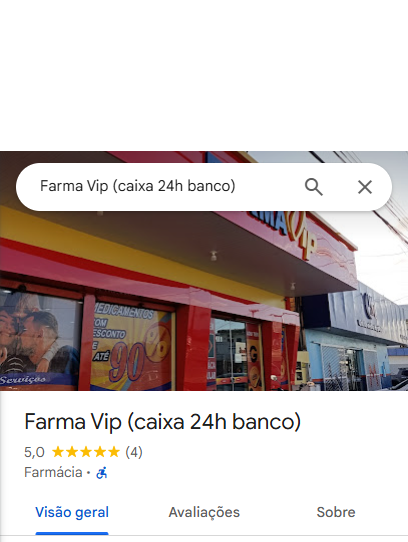 Farma Vip (caixa 24h banco)
VIP
MEDICAMENTOS
COM
DESCONTO
DE
ATÉ
90%
Serviços
Farma Vip (caixa 24h banco)
5,0 ★★★★★ (4)
Farmácia ·
Visão geral
Avaliações
Sobre